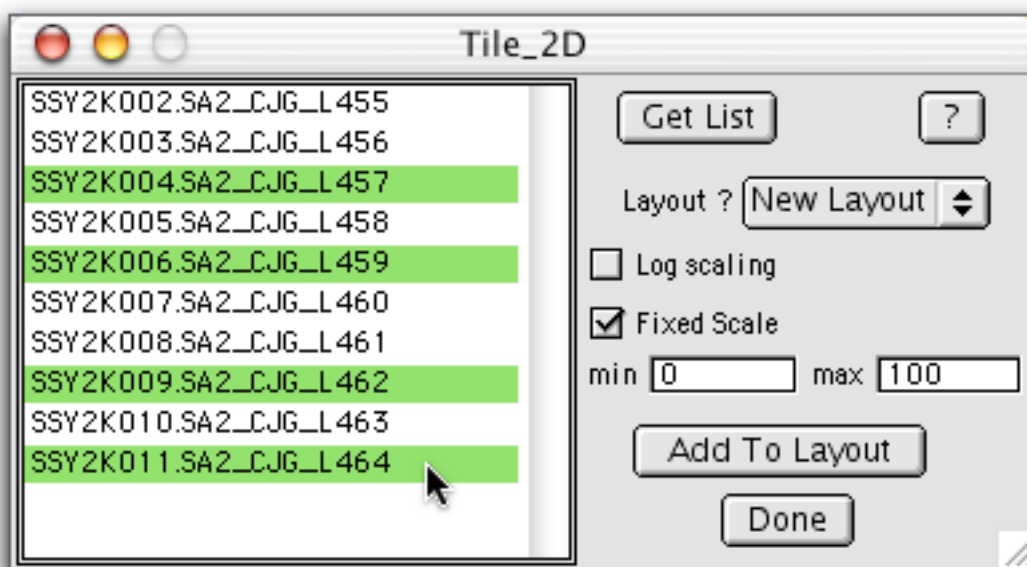 Tile_2D
SSY2K002.SA2_CJG_L455
SSY2K003.SA2_CJG_L456
SSY2K004.SA2_CJG_L457
SSY2K005.SA2_CJG_L458
SSY2K006.SA2_CJG_L459
SSY2K007.SA2_CJG_L460
SSY2K008.SA2_CJG_L461
SSY2K009.SA2_CJG_L462
SSY2K010.SA2_CJG_L463
SSY2K011.SA2_CJG_L464
Get List ?
Layout ? New Layout
Log scaling
Fixed Scale
min 0 max 100
Add To Layout
Done